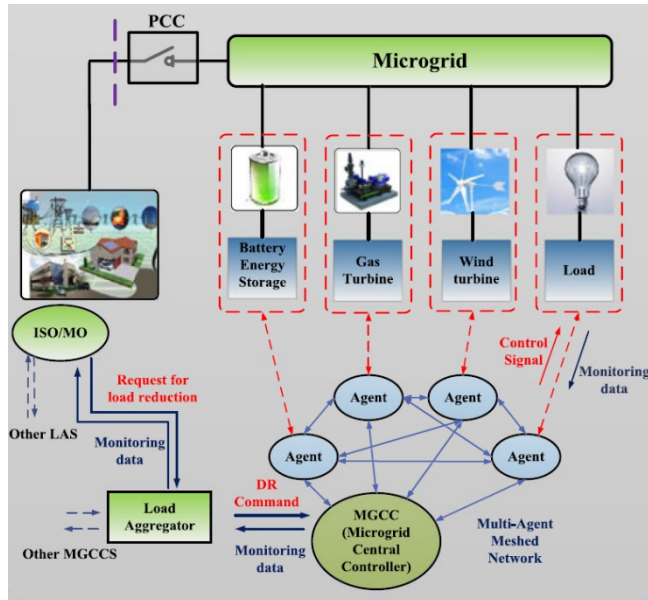 PCC
Microgrid
Battery
Energy
Storage
Gas
Turbine
Wind
turbine
Load
ISO/MO
Control
Signal
Monitoring
data
Request for
load reduction
Other LAS
Monitoring
data
Agent
Agent
Agent
Agent
Load
Aggregator
DR
Command
Monitoring
data
MGCC
(Microgrid
Central
Controller)
Multi-Agent
Meshed
Network
Other MGCCS